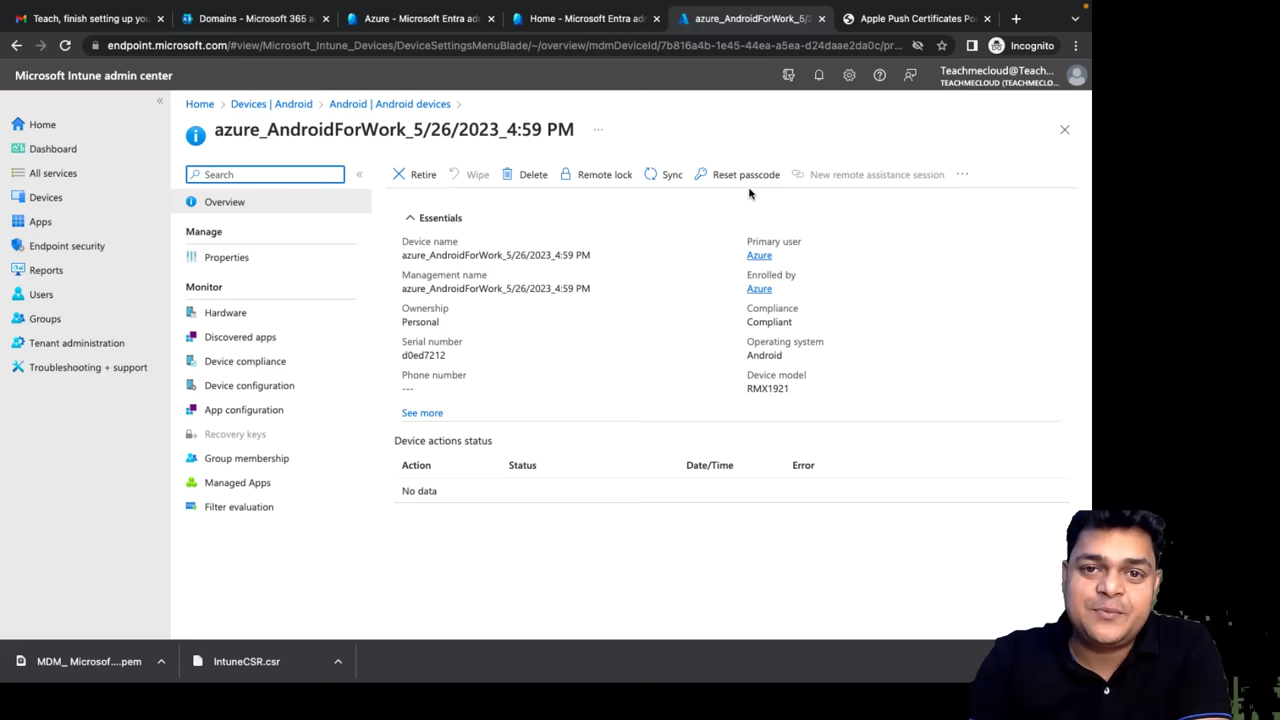 Teach, finish setting up you
Domains - Microsoft 365 a
Azure - Microsoft Entra ad
Home - Microsoft Entra ad
azure_AndroidForWork_5/2
Apple Push Certificates Po
endpoint.microsoft.com/#view/Microsoft_Intune_Devices/DeviceSettingsMenuBlade/~/overview/mdmDeviceId/7b816a4b-1e45-44ea-a5ea-d24daae2da0c/pr...
Incognito
Microsoft Intune admin center
Teachmecloud@Teach...
TEACHMECLOUD (TEACHMECLO...
Home
Dashboard
All services
Devices
Apps
Endpoint security
Reports
Users
Groups
Tenant administration
Troubleshooting + support
Home > Devices | Android > Android | Android devices >
azure_AndroidForWork_5/26/2023_4:59 PM ...
Search
Overview
Manage
Properties
Monitor
Hardware
Discovered apps
Device compliance
Device configuration
App configuration
Recovery keys
Group membership
Managed Apps
Filter evaluation
Retire Wipe Delete Remote lock Sync Reset passcode New remote assistance session ...
Essentials
Device name
azure_AndroidForWork_5/26/2023_4:59 PM
Management name
azure_AndroidForWork_5/26/2023_4:59 PM
Ownership
Personal
Serial number
d0ed7212
Phone number
---
See more
Primary user
Azure
Enrolled by
Azure
Compliance
Compliant
Operating system
Android
Device model
RMX1921
Device actions status
Action Status Date/Time Error
No data
MDM_ Microsof....pem
IntuneCSR.csr